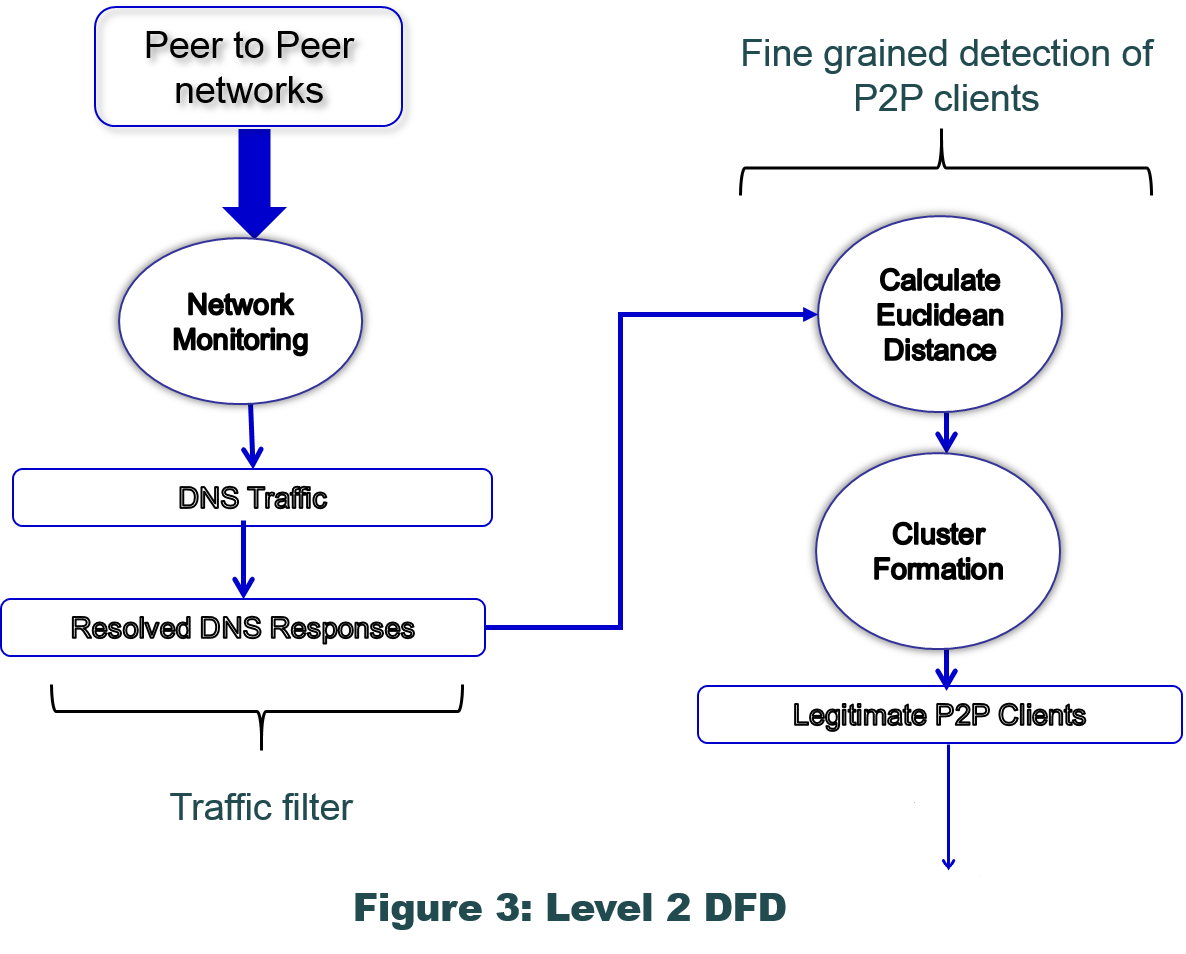 Peer to Peer
networks
Network
Monitoring
DNS Traffic
Resolved DNS Responses
Traffic filter
Fine grained detection of
P2P clients
Calculate
Euclidean
Distance
Cluster
Formation
Legitimate P2P Clients
Figure 3: Level 2 DFD